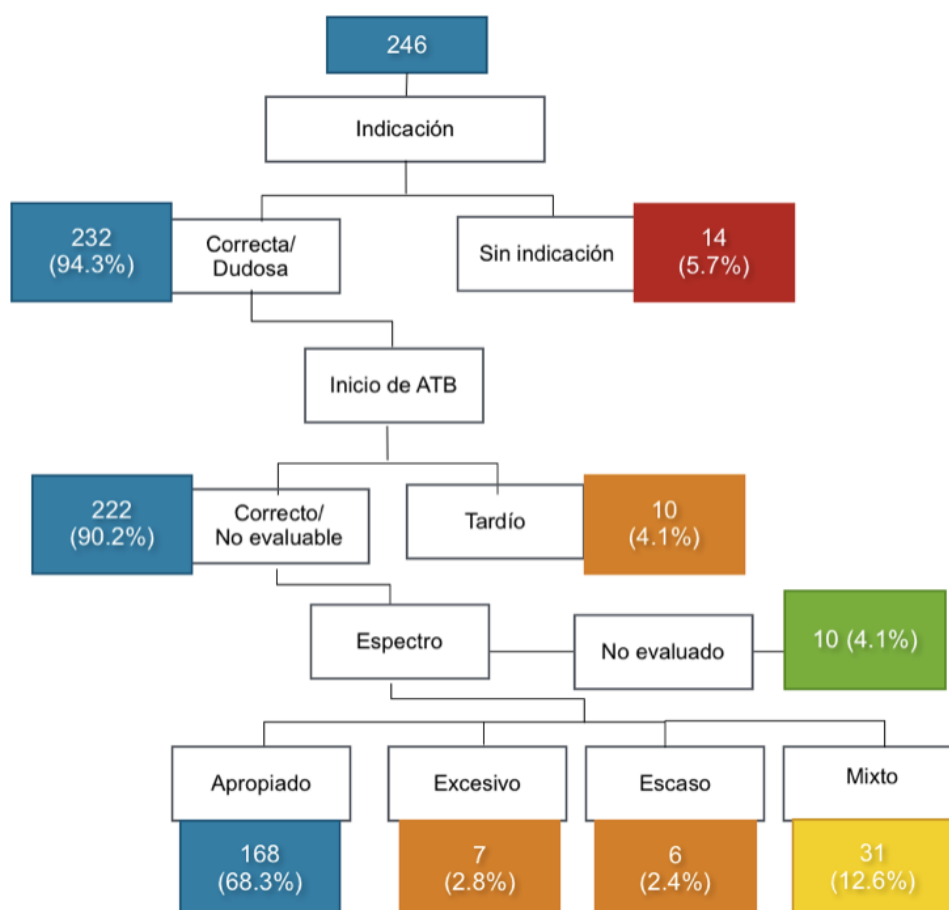 246
Indicación
232
(94.3%)
Correcta/
Dudosa
Sin indicación
14
(5.7%)
Inicio de ATB
222
(90.2%)
Correcto/
No evaluable
Tardío
10
(4.1%)
Espectro
No evaluado
10 (4.1%)
Apropiado
Excesivo
Escaso
Mixto
168
(68.3%)
7
(2.8%)
6
(2.4%)
31
(12.6%)